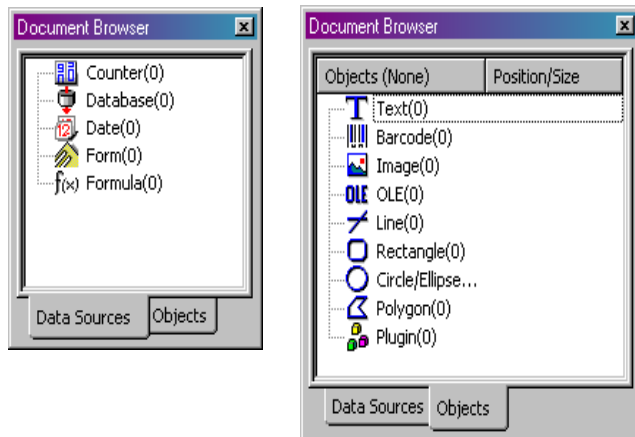 Document Browser
Counter(0)
Database(0)
12
Date(0)
Form(0)
f(x) Formula(0)
Data Sources
Objects
Document Browser
Objects (None) Position/Size
T Text(0)
Barcode(0)
Image(0)
OLE OLE(0)
Line(0)
Rectangle(0)
Circle/Ellipse...
Polygon(0)
Plugin(0)
Data Sources
Objects